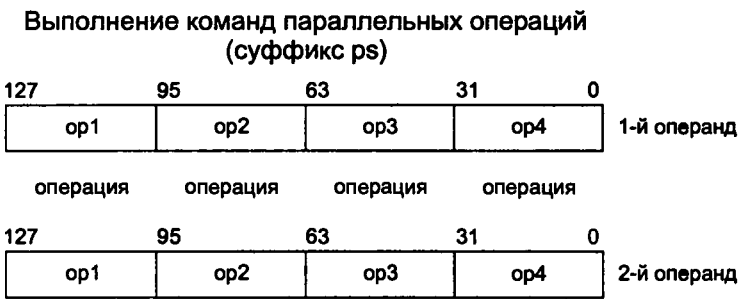 Выполнение команд параллельных операций
(суффикс ps)
127 95 63 31 0
op1 op2 op3 op4 1-й операнд
операция операция операция операция
127 95 63 31 0
op1 op2 op3 op4 2-й операнд